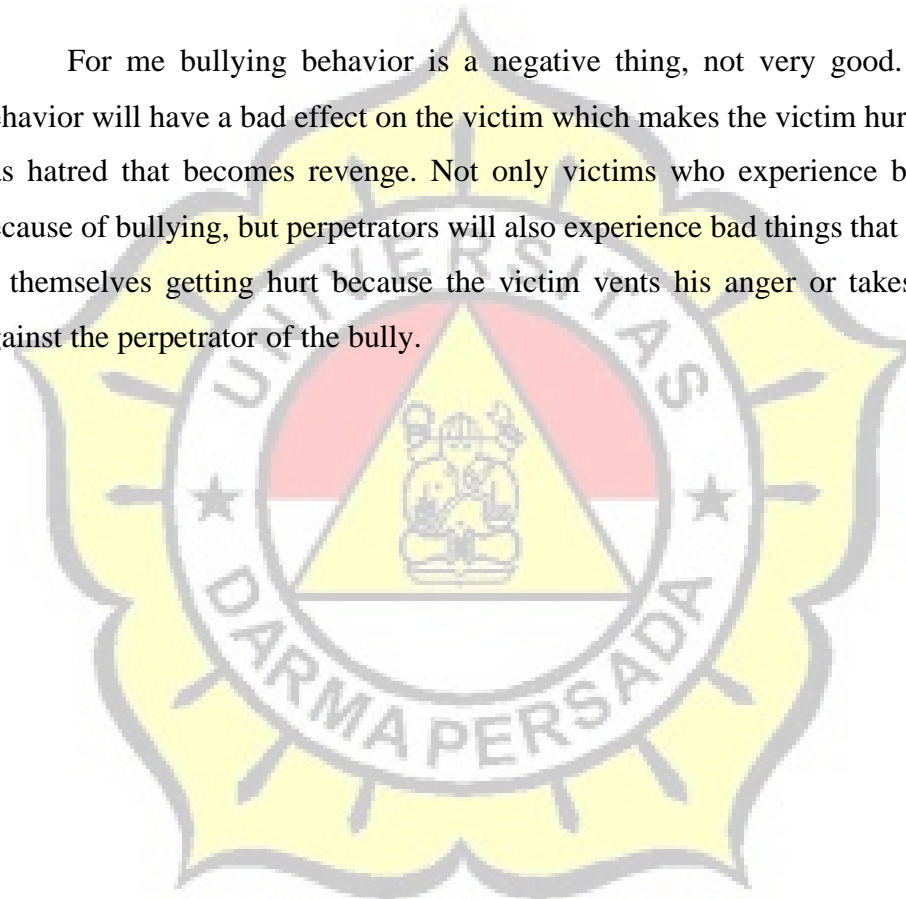 For me bullying behavior is a negative thing, not very good.
ehavior will have a bad effect on the victim which makes the victim hur
as hatred that becomes revenge. Not only victims who experience b
ecause of bullying, but perpetrators will also experience bad things that
themselves getting hurt because the victim vents his anger or takes
gainst the perpetrator of the bully.
UNIVERSITAS
DARMA PERSADA